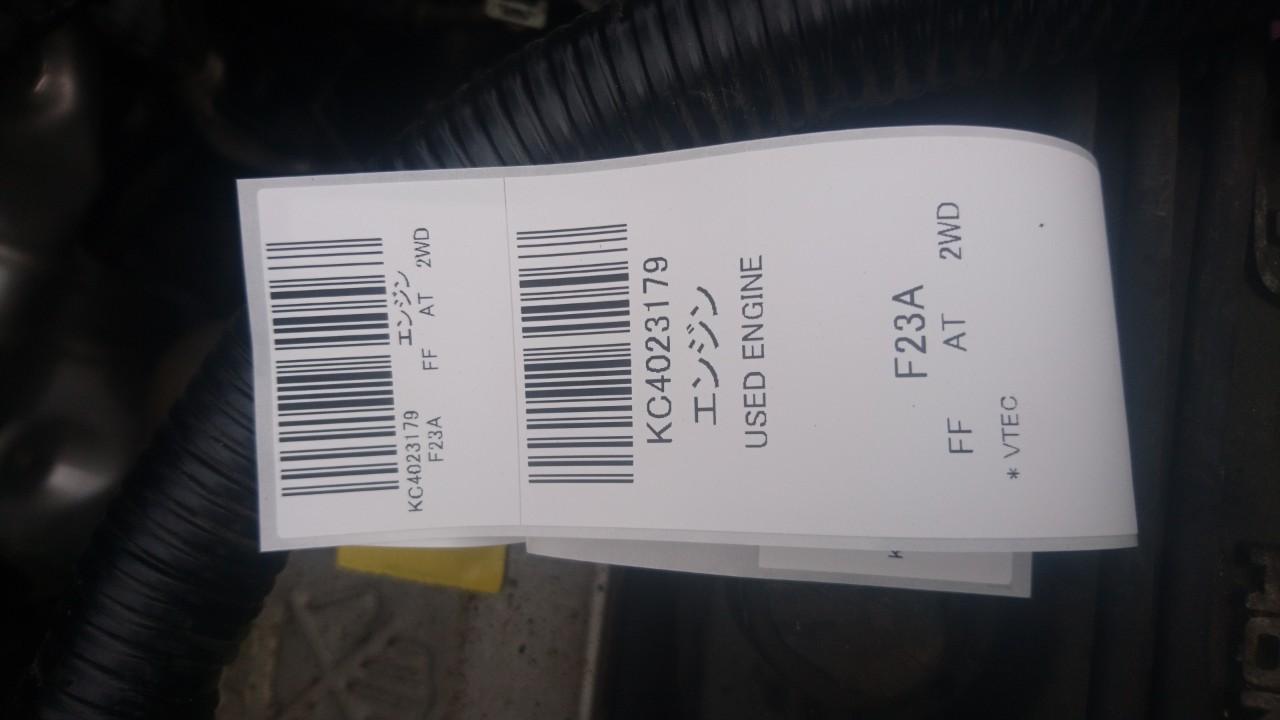 KC4023179 エンジン
F23A FF AT 2WD
KC4023179
エンジン
USED ENGINE
F23A
FF AT 2WD
* VTEC